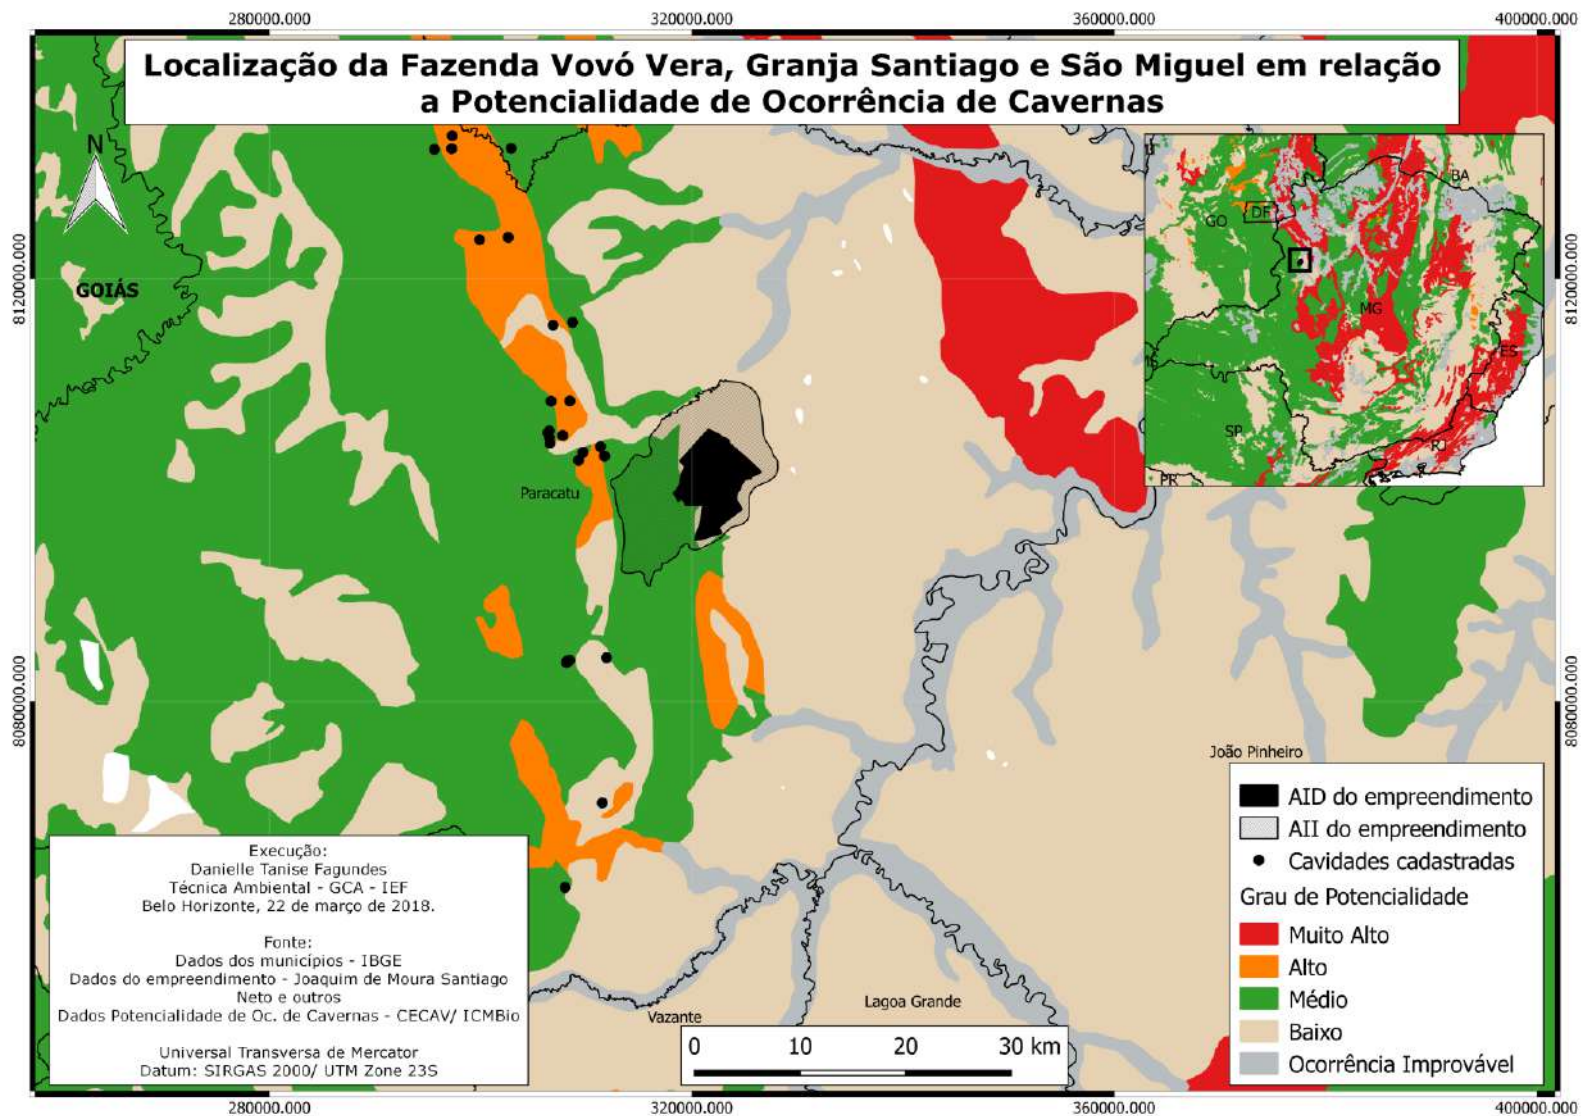 280000.000
320000.000
360000.000
400000.000
Localização da Fazenda Vovó Vera, Granja Santiago e São Miguel em relação
a Potencialidade de Ocorrência de Cavernas
N
8120000.000
8120000.000
GOIÁS
BA
DF
GO
MG
ES
SP
RJ
PR
Paracatu
8080000.000
8080000.000
João Pinheiro
AID do empreendimento
AII do empreendimento
Cavidades cadastradas
Grau de Potencialidade
Muito Alto
Alto
Médio
Baixo
Ocorrência Improvável
Execução:
Danielle Tanise Fagundes
Técnica Ambiental - GCA - IEF
Belo Horizonte, 22 de março de 2018.
Fonte:
Dados dos municípios - IBGE
Dados do empreendimento - Joaquim de Moura Santiago
Neto e outros
Dados Potencialidade de Oc. de Cavernas - CECAV/ ICMBio
Universal Transversa de Mercator
Datum: SIRGAS 2000/ UTM Zone 23S
Lagoa Grande
Vazante
0 10 20 30 km
280000.000
320000.000
360000.000
400000.000